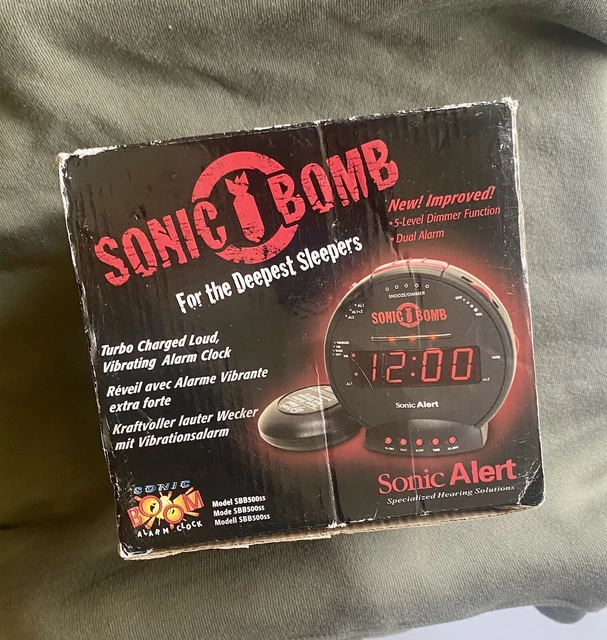 SONIC BOMB
For the Deepest Sleepers
New! Improved!
• 5-Level Dimmer Function
• Dual Alarm
Turbo Charged Loud,
Vibrating Alarm Clock
Réveil avec Alarme Vibrante
extra forte
Kraftvoller lauter Wecker
mit Vibrationsalarm
SNOOZE/DIMMER
SONIC BOMB
12:00
Sonic Alert
SONIC
BOOM
ALARM CLOCK
Model SBB500ss
Mode SBB500ss
Modell SBB500ss
Sonic Alert
Specialized Hearing Solutions